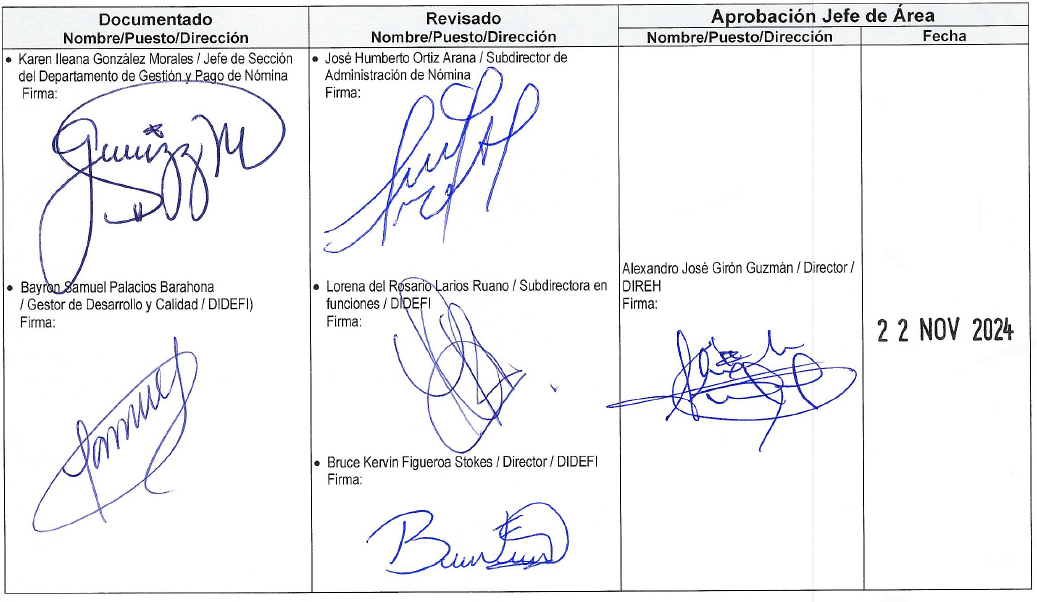 Documentado
Nombre/Puesto/Dirección
Revisado
Nombre/Puesto/Dirección
Aprobación Jefe de Área
Nombre/Puesto/Dirección
Fecha
• Karen Ileana González Morales / Jefe de Sección
del Departamento de Gestión y Pago de Nómina
Firma:
• Bayron Samuel Palacios Barahona
/ Gestor de Desarrollo y Calidad / DIDEFI)
Firma:
Samuel
• José Humberto Ortiz Arana / Subdirector de
Administración de Nómina
Firma:
• Lorena del Rosario Larios Ruano / Subdirectora en
funciones / DIDEFI
Firma:
• Bruce Kervin Figueroa Stokes / Director / DIDEFI
Firma:
Alexandro José Girón Guzmán / Director /
DIREH
Firma:
22 NOV 2024